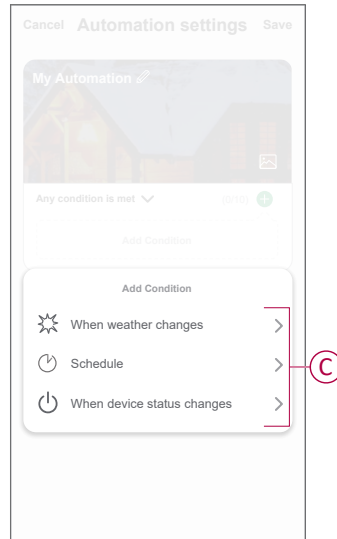 Cancel Automation settings Save
My Automation
Any condition is met (0/10)
Add Condition
Add Condition
When weather changes
Schedule
When device status changes
C